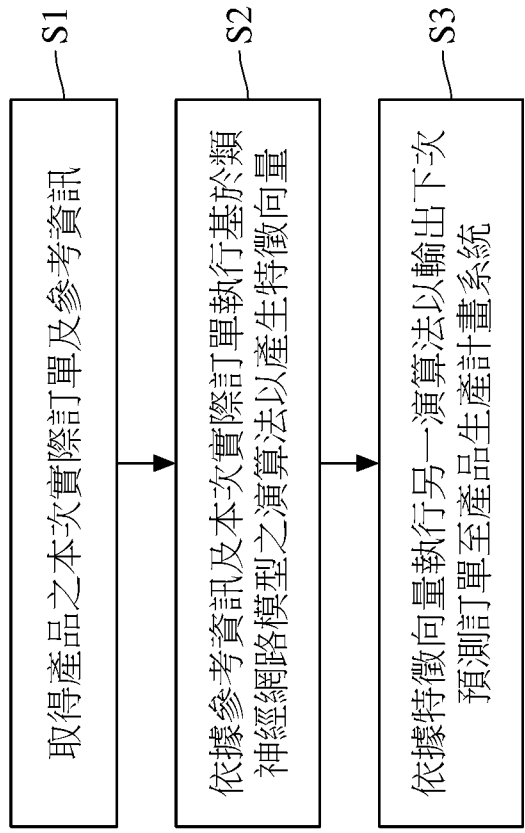 S1
取得產品之本次實際訂單及參考資訊
S2
依據參考資訊及本次實際訂單執行基於類
神經網路模型之演算法以產生特徵向量
S3
依據特徵向量執行另一演算法以輸出下次
預測訂單至產品生產計畫系統